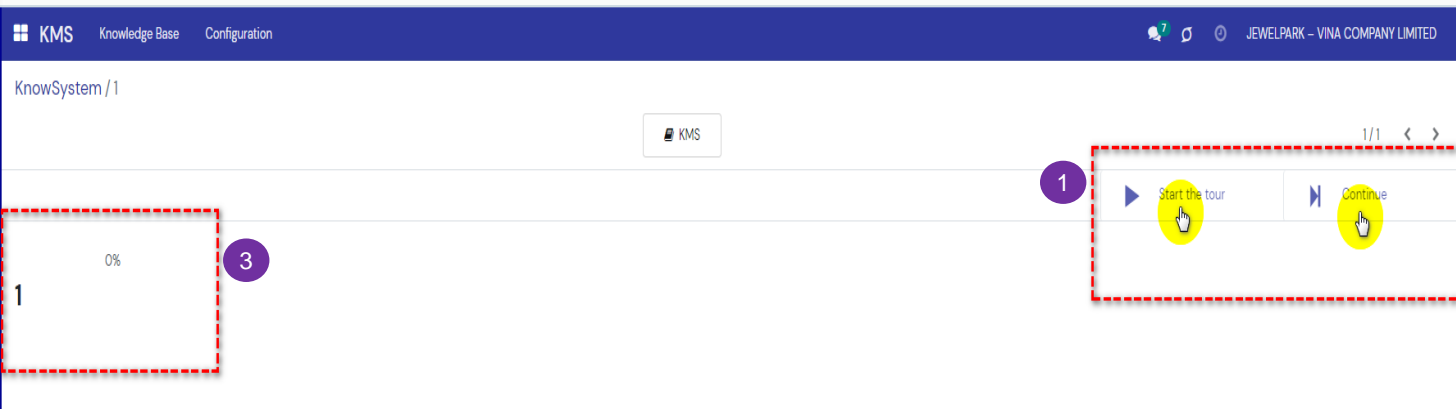 KMS Knowledge Base Configuration 7 JEWELPARK – VINA COMPANY LIMITED
KnowSystem / 1
KMS 1 / 1
1 Start the tour Continue
0% 3
1